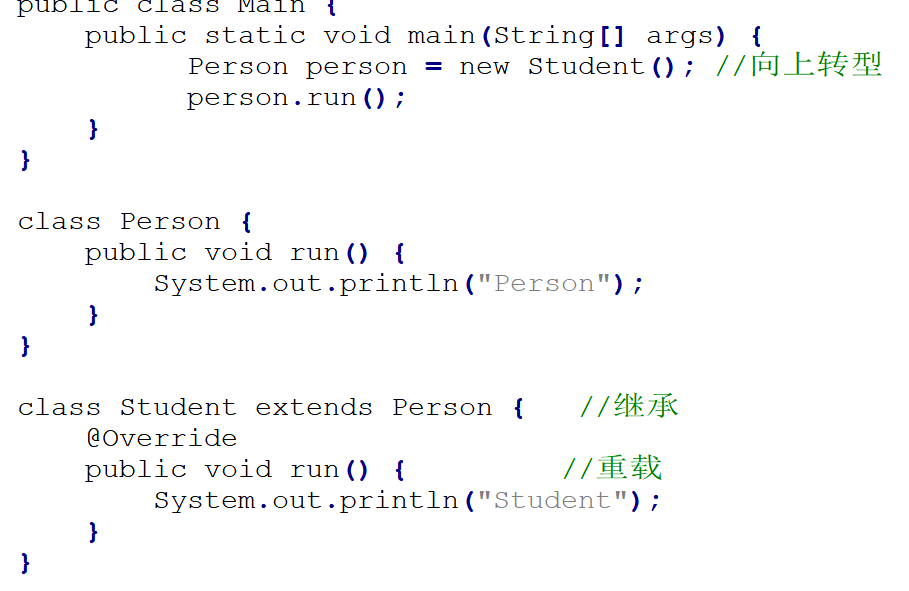 public class Main {
public static void main(String[] args) {
Person person = new Student(); //向上转型
person.run();
}
}
class Person {
public void run() {
System.out.println("Person");
}
}
class Student extends Person { //继承
@Override
public void run() { //重载
System.out.println("Student");
}
}